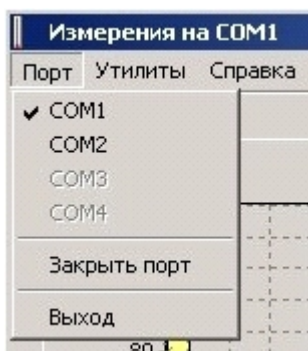 Измерения на COM1
Порт Утилиты Справка
COM1
COM2
COM3
COM4
Закрыть порт
Выход
80